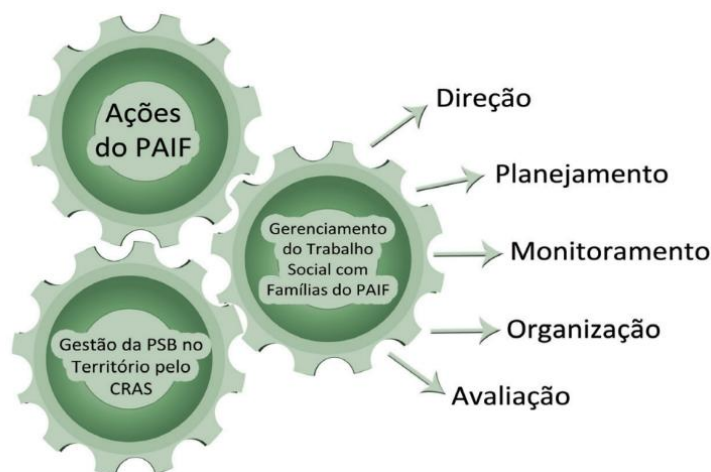 Ações
do PAIF
Gerenciamento
do Trabalho
Social com
Famílias do PAIF
Gestão da PSB no
Território pelo
CRAS
Direção
Planejamento
Monitoramento
Organização
Avaliação